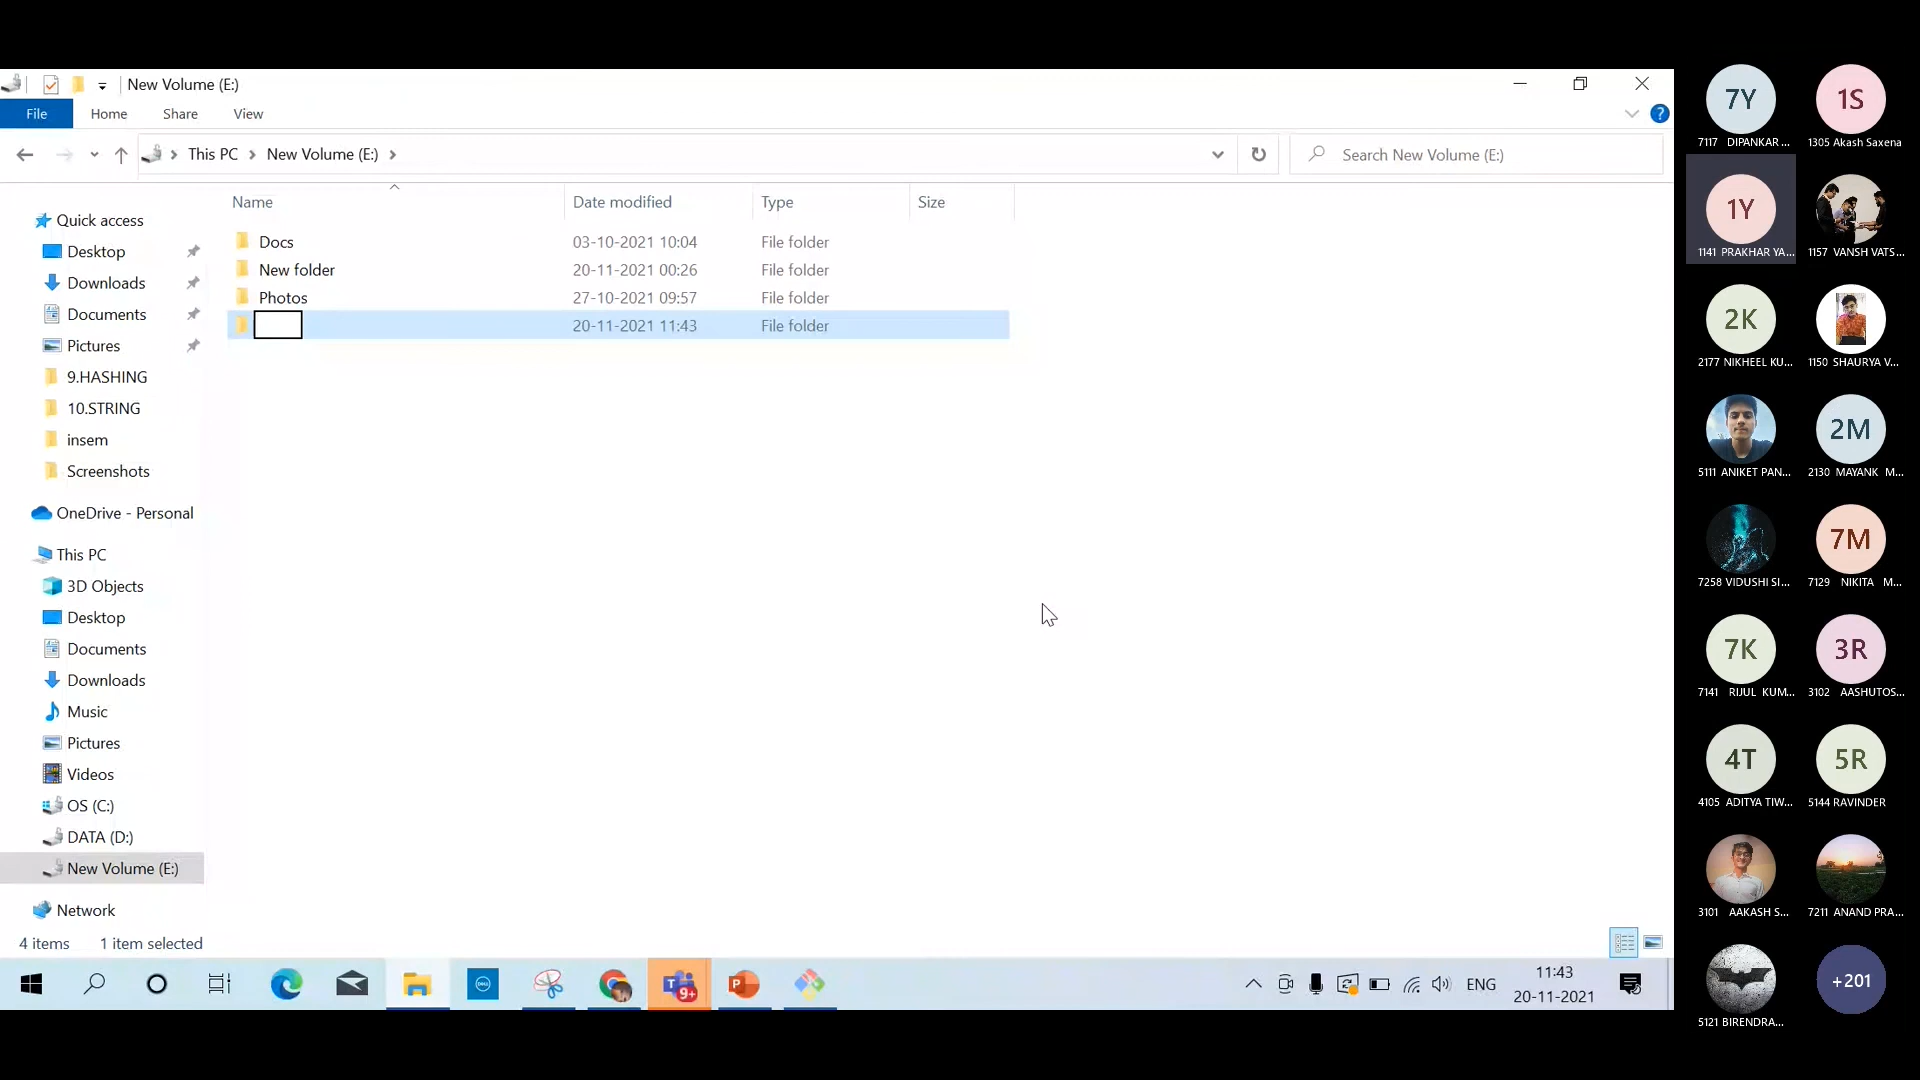 New Volume (E:)
File Home Share View
This PC New Volume (E:)
Search New Volume (E:)
Name Date modified Type Size
Docs 03-10-2021 10:04 File folder
New folder 20-11-2021 00:26 File folder
Photos 27-10-2021 09:57 File folder
20-11-2021 11:43 File folder
Quick access
Desktop
Downloads
Documents
Pictures
9.HASHING
10.STRING
insem
Screenshots
OneDrive - Personal
This PC
3D Objects
Desktop
Documents
Downloads
Music
Pictures
Videos
OS (C:)
DATA (D:)
New Volume (E:)
Network
4 items 1 item selected
9+
ENG
11:43
20-11-2021
7Y 1S
7117 DIPANKAR ... 1305 Akash Saxena
1Y
1141 PRAKHAR YA... 1157 VANSH VATS...
2K
2177 NIKHEEL KU... 1150 SHAURYA V...
2M
5111 ANIKET PAN... 2130 MAYANK M...
7M
7258 VIDUSHI SI... 7129 NIKITA M...
7K 3R
7141 RIJUL KUM... 3102 AASHUTOS...
4T 5R
4105 ADITYA TIW... 5144 RAVINDER
3101 AAKASH S... 7211 ANAND PRA...
+201
5121 BIRENDRA...